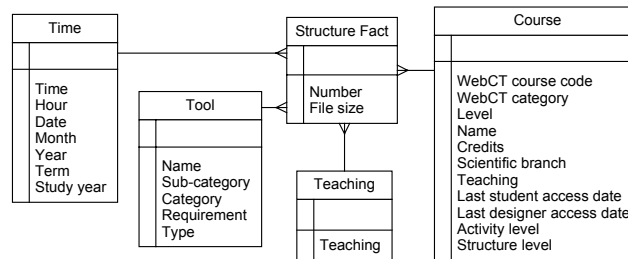 Time
Time
Hour
Date
Month
Year
Term
Study year
Tool
Name
Sub-category
Category
Requirement
Type
Structure Fact
Number
File size
Teaching
Teaching
Course
WebCT course code
WebCT category
Level
Name
Credits
Scientific branch
Teaching
Last student access date
Last designer access date
Activity level
Structure level